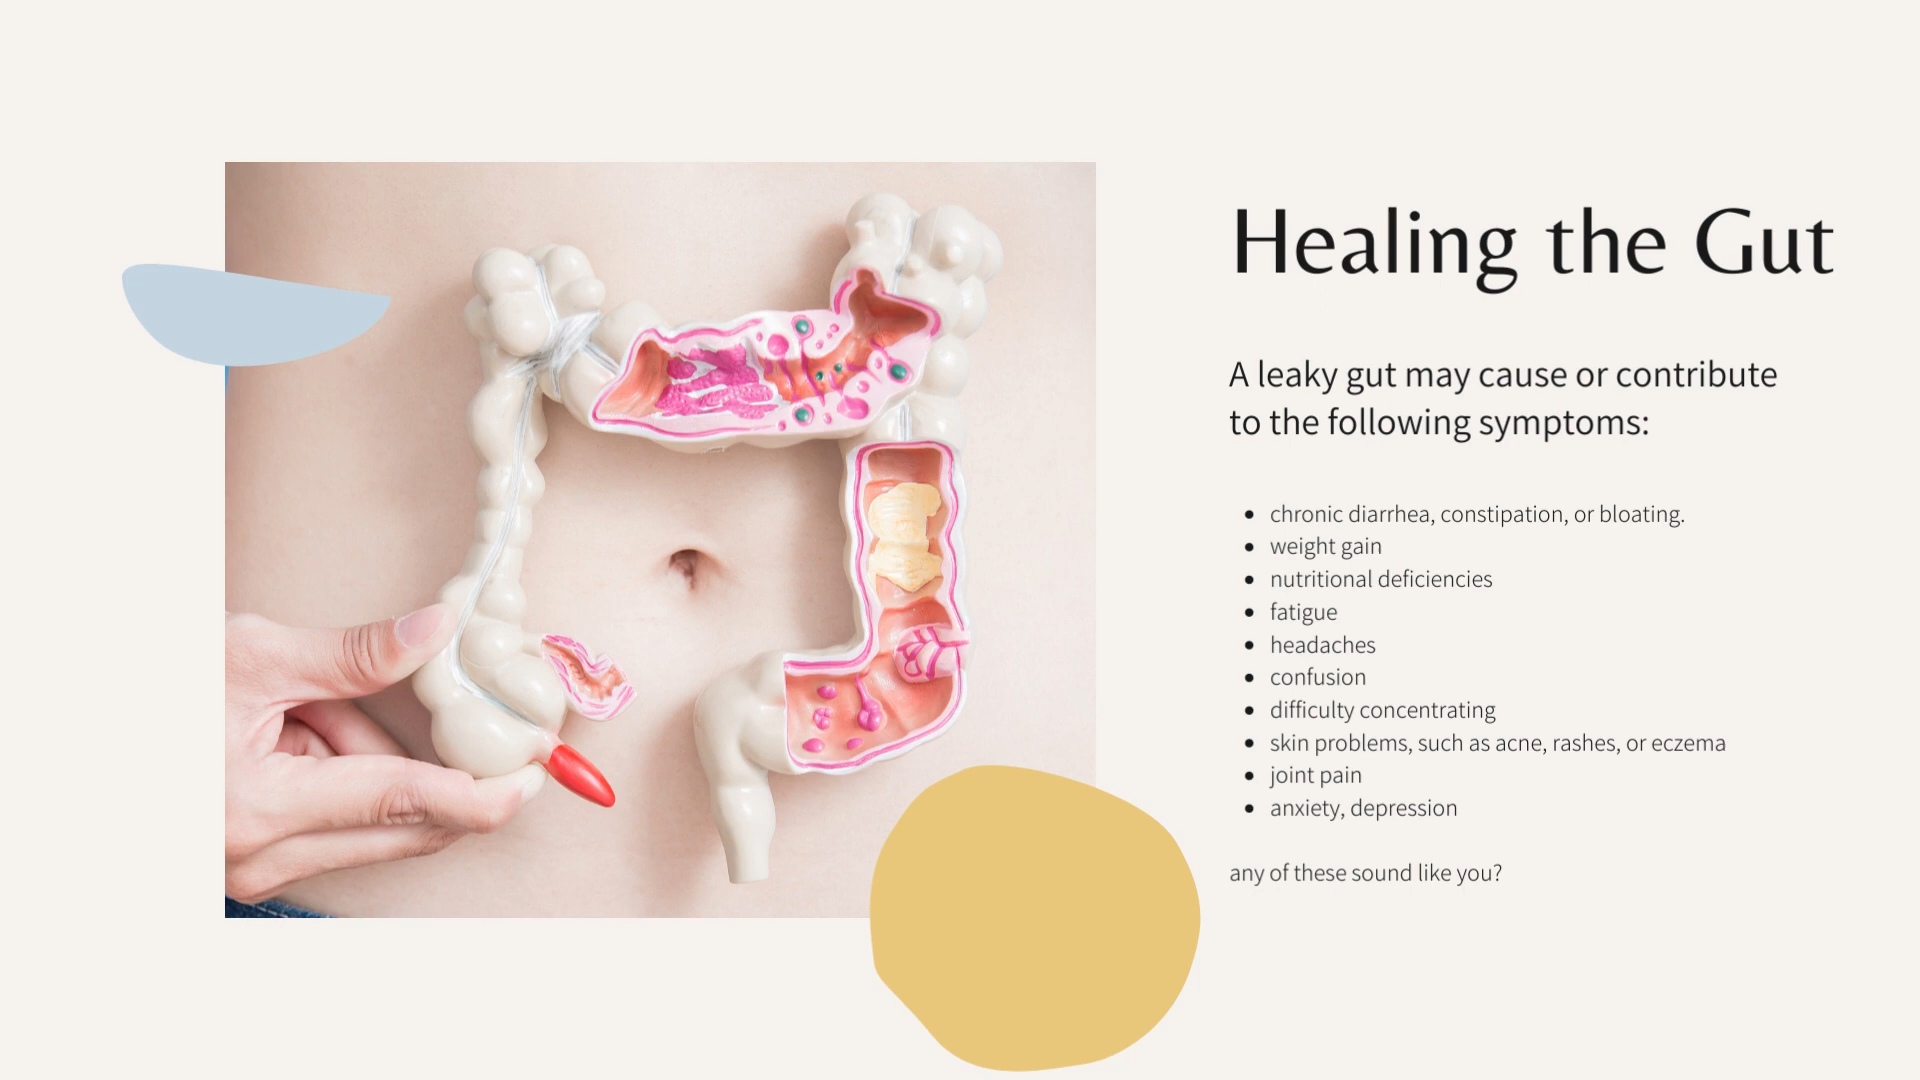 Healing the Gut
A leaky gut may cause or contribute
to the following symptoms:
• chronic diarrhea, constipation, or bloating.
• weight gain
• nutritional deficiencies
• fatigue
• headaches
• confusion
• difficulty concentrating
• skin problems, such as acne, rashes, or eczema
• joint pain
• anxiety, depression
any of these sound like you?